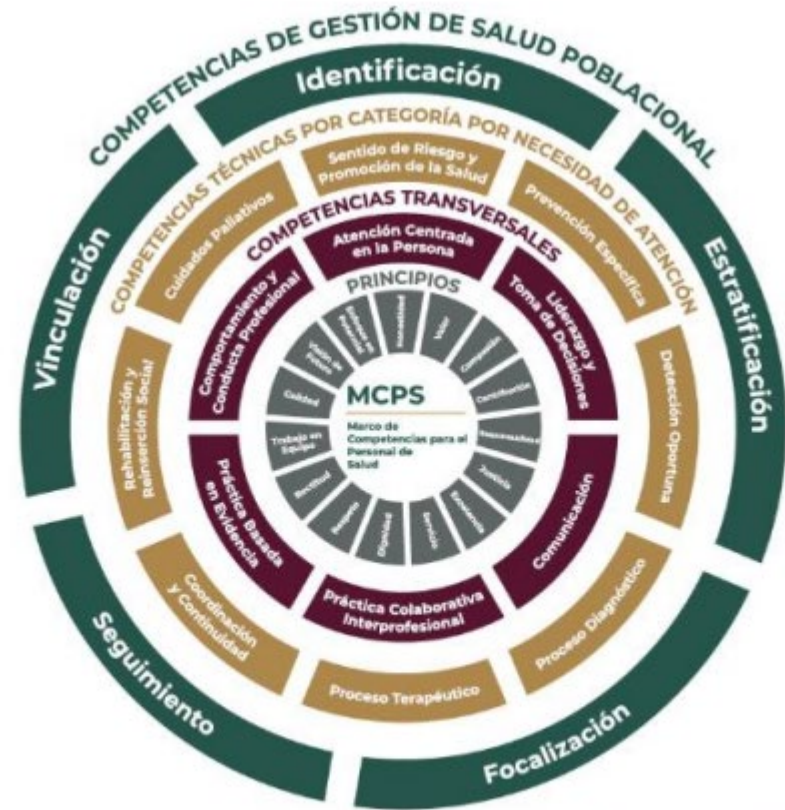 COMPETENCIAS DE GESTIÓN DE SALUD POBLACIONAL
Identificación
Estratificación
Focalización
Seguimiento
Vinculación
COMPETENCIAS TÉCNICAS POR CATEGORÍA POR NECESIDAD DE ATENCIÓN
Sentido de Riesgo y
Promoción de la Salud
Prevención Específica
Detección Oportuna
Proceso Diagnóstico
Proceso Terapéutico
Coordinación
y Continuidad
Rehabilitación y
Reinserción Social
Cuidados Paliativos
COMPETENCIAS TRANSVERSALES
Atención Centrada
en la Persona
Liderazgo y
Toma de Decisiones
Comunicación
Práctica Colaborativa
Interprofesional
Práctica Basada
en Evidencia
Comportamiento y
Conducta Profesional
PRINCIPIOS
Honestidad
Valor
Compasión
Contribución
Justicia
Excelencia
Servicio
Dignidad
Respeto
Rectitud
Trabajo en
Equipo
Calidad
Visión de
Futuro
MCPS
Marco de
Competencias para el
Personal de
Salud